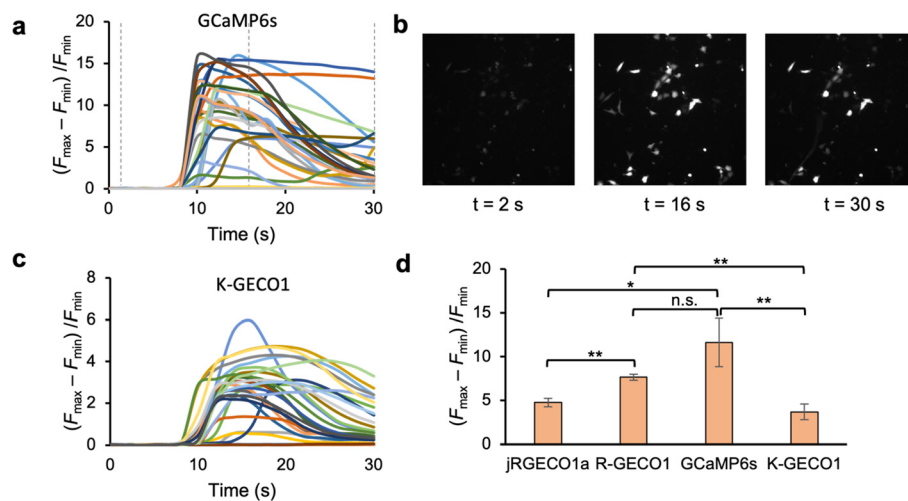 a
GCaMP6s
(Fmax – Fmin) /Fmin
20
15
10
5
0
0 10 20 30
Time (s)
b
t = 2 s
t = 16 s
t = 30 s
c
K-GECO1
(Fmax – Fmin) /Fmin
8
6
4
2
0
0 10 20 30
Time (s)
d
(Fmax – Fmin) /Fmin
20
15
10
5
0
**
*
n.s.
**
**
jRGECO1a R-GECO1 GCaMP6s K-GECO1